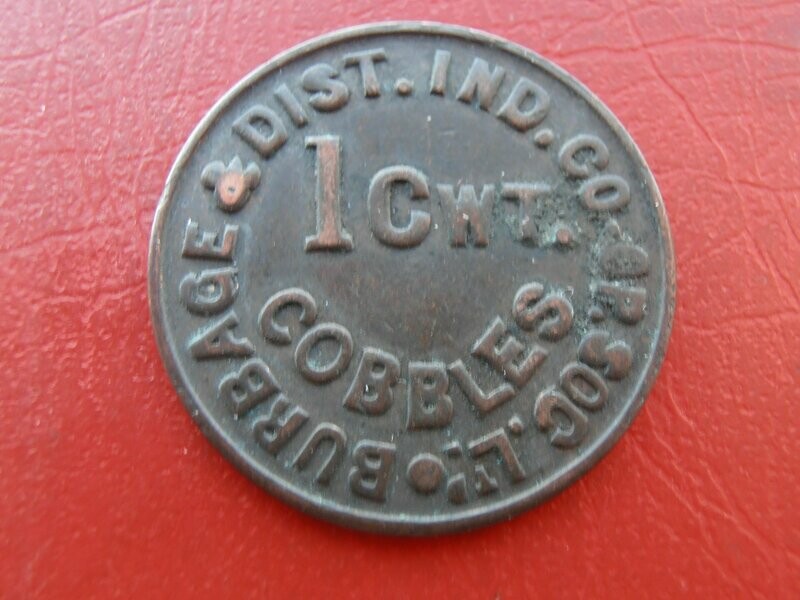 BURBAGE & DIST. IND. CO-OP. SOC. LD.
1 CWT.
COBBLES